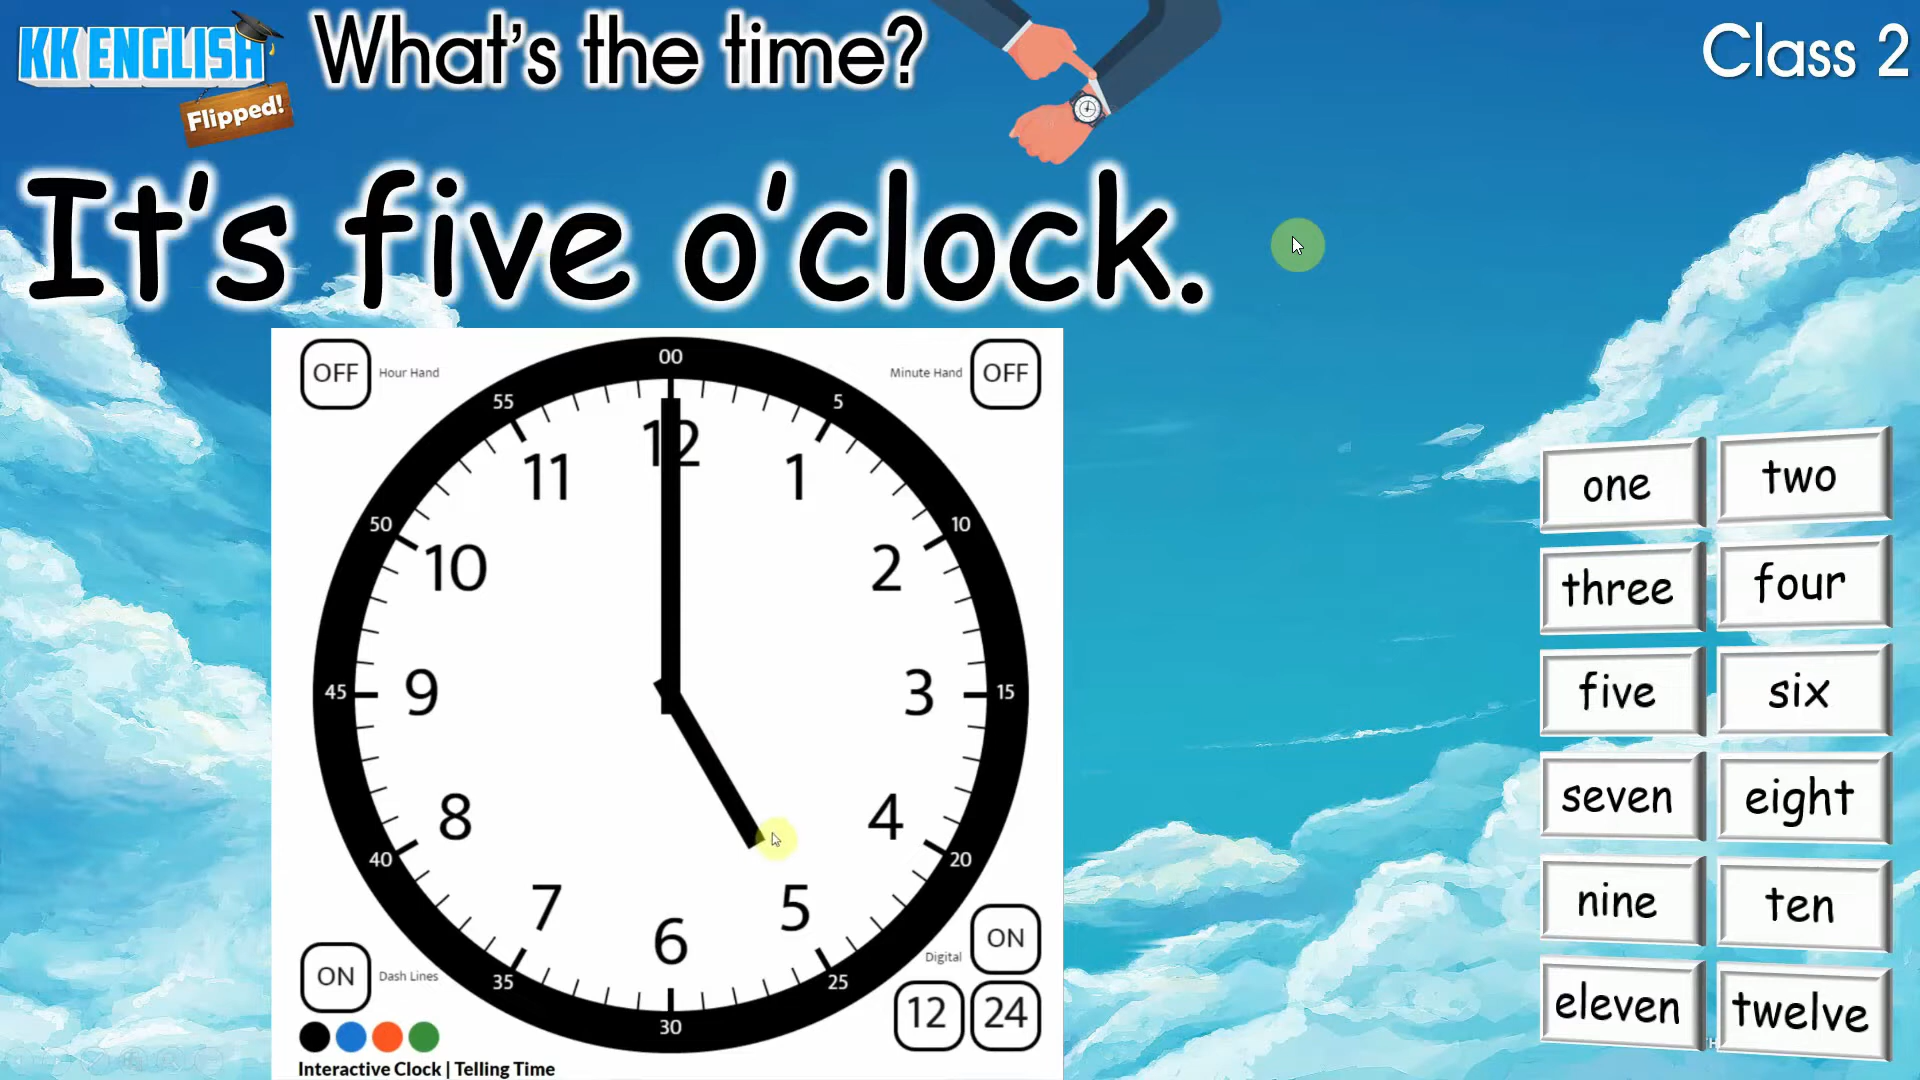 KK ENGLISH
Flipped!
What's the time?
Class 2
It's five o'clock.
OFF Hour Hand
Minute Hand OFF
00
55 5
12
11 1
50 10
10 2
45 9 3 15
8 4
40 20
7 5
6
35 25
30
ON Dash Lines
Digital ON
12 24
Interactive Clock | Telling Time
one two
three four
five six
seven eight
nine ten
eleven twelve